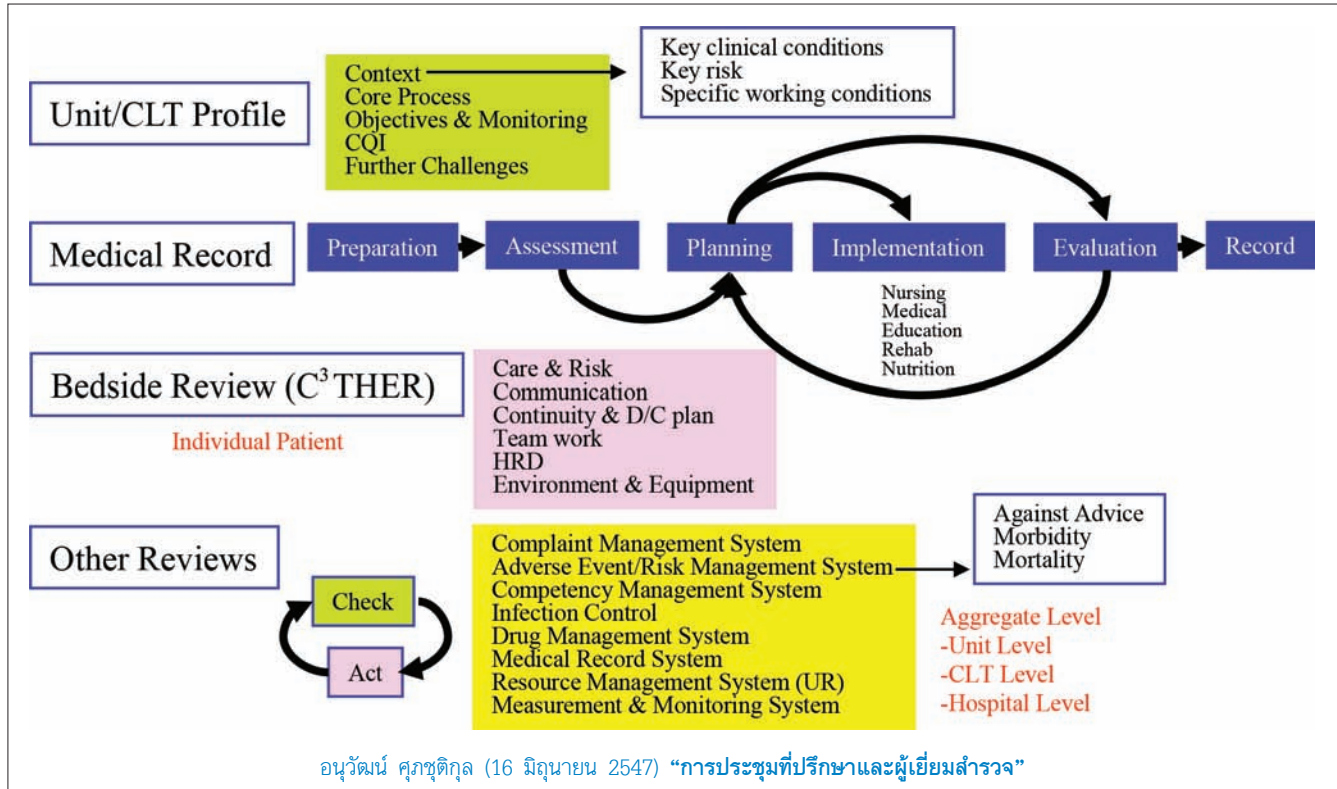 Unit/CLT Profile
Context
Core Process
Objectives & Monitoring
CQI
Further Challenges
Key clinical conditions
Key risk
Specific working conditions
Medical Record
Preparation
Assessment
Planning
Implementation
Evaluation
Record
Nursing
Medical
Education
Rehab
Nutrition
Bedside Review (C³THER)
Individual Patient
Care & Risk
Communication
Continuity & D/C plan
Team work
HRD
Environment & Equipment
Other Reviews
Check
Act
Complaint Management System
Adverse Event/Risk Management System
Competency Management System
Infection Control
Drug Management System
Medical Record System
Resource Management System (UR)
Measurement & Monitoring System
Against Advice
Morbidity
Mortality
Aggregate Level
-Unit Level
-CLT Level
-Hospital Level
อนุวัฒน์ ศุภชุติกุล (16 มิถุนายน 2547) “การประชุมที่ปรึกษาและผู้เยี่ยมสำรวจ”